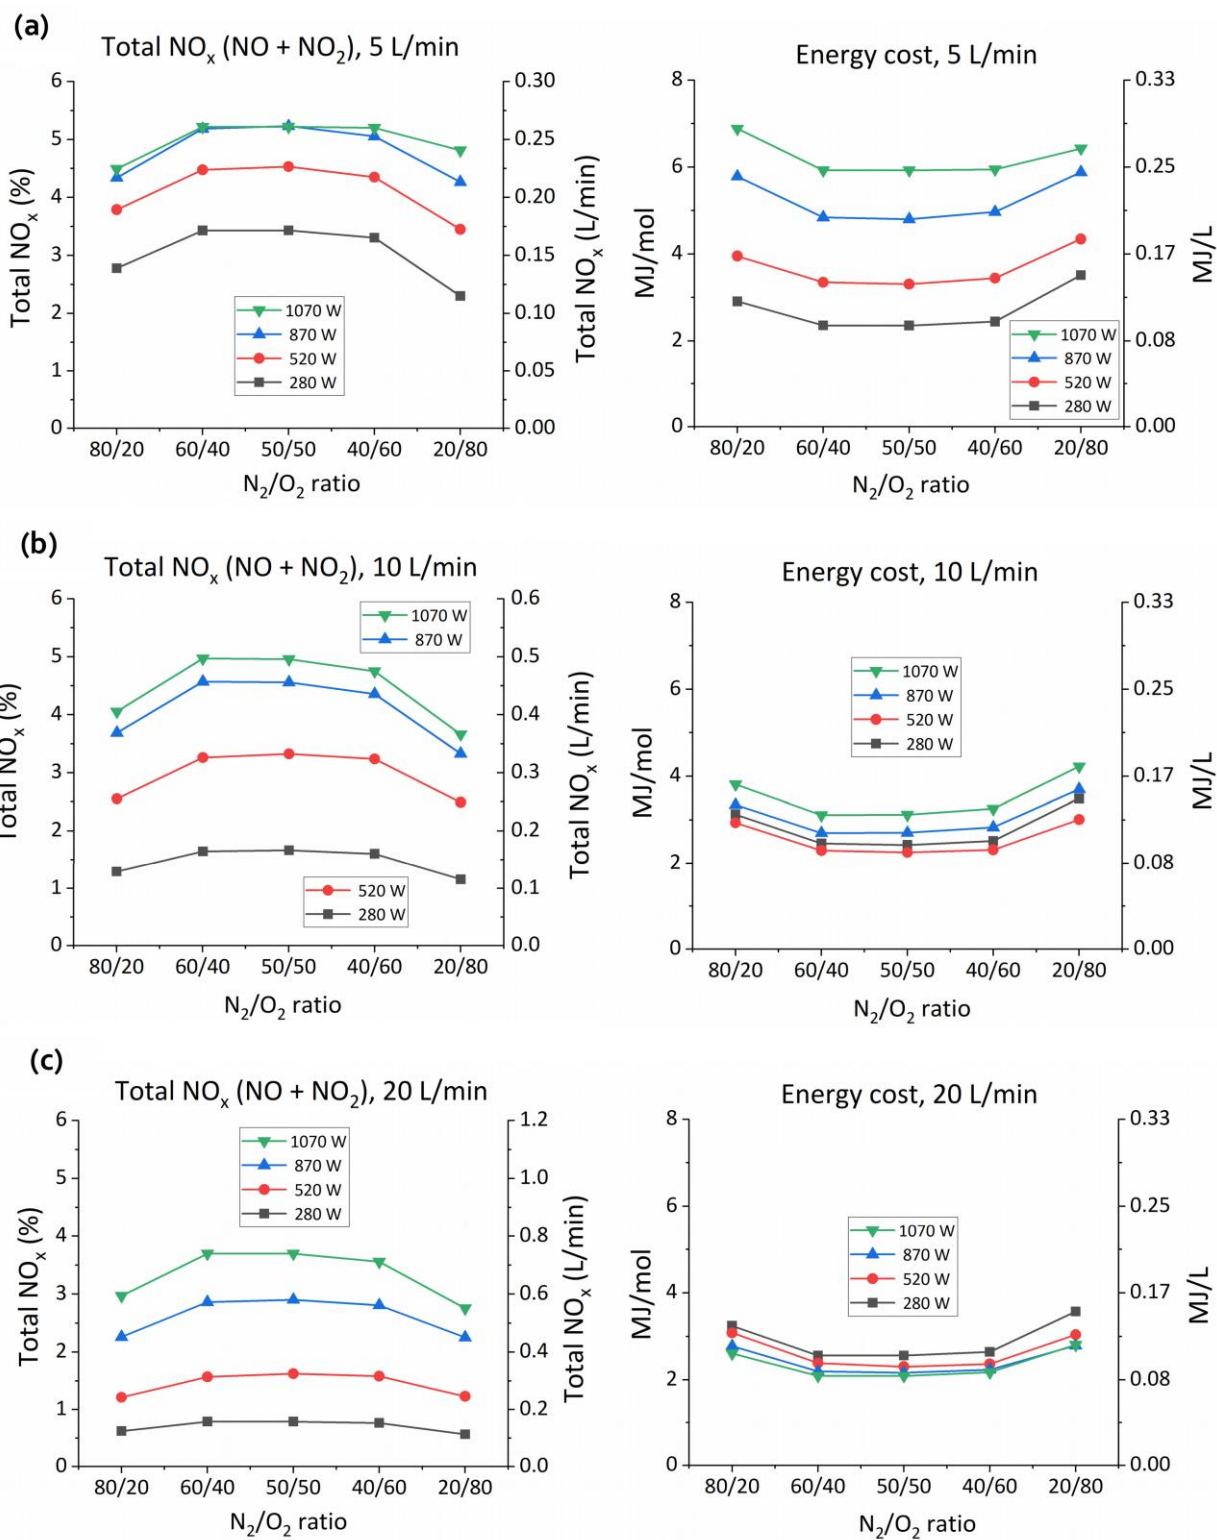 (a)
Total NOx (NO + NO2), 5 L/min
6
5
4
3
2
1
0
Total NOx (%)
0.30
0.25
0.20
0.15
0.10
0.05
0.00
Total NOx (L/min)
1070 W
870 W
520 W
280 W
80/20 60/40 50/50 40/60 20/80
N2/O2 ratio
Energy cost, 5 L/min
8
6
4
2
0
MJ/mol
0.33
0.25
0.17
0.08
0.00
MJ/L
1070 W
870 W
520 W
280 W
80/20 60/40 50/50 40/60 20/80
N2/O2 ratio
(b)
Total NOx (NO + NO2), 10 L/min
6
5
4
3
2
1
0
Total NOx (%)
0.6
0.5
0.4
0.3
0.2
0.1
0.0
Total NOx (L/min)
1070 W
870 W
520 W
280 W
80/20 60/40 50/50 40/60 20/80
N2/O2 ratio
Energy cost, 10 L/min
8
6
4
2
0
MJ/mol
0.33
0.25
0.17
0.08
0.00
MJ/L
1070 W
870 W
520 W
280 W
80/20 60/40 50/50 40/60 20/80
N2/O2 ratio
(c)
Total NOx (NO + NO2), 20 L/min
6
5
4
3
2
1
0
Total NOx (%)
1.2
1.0
0.8
0.6
0.4
0.2
0.0
Total NOx (L/min)
1070 W
870 W
520 W
280 W
80/20 60/40 50/50 40/60 20/80
N2/O2 ratio
Energy cost, 20 L/min
8
6
4
2
0
MJ/mol
0.33
0.25
0.17
0.08
0.00
MJ/L
1070 W
870 W
520 W
280 W
80/20 60/40 50/50 40/60 20/80
N2/O2 ratio